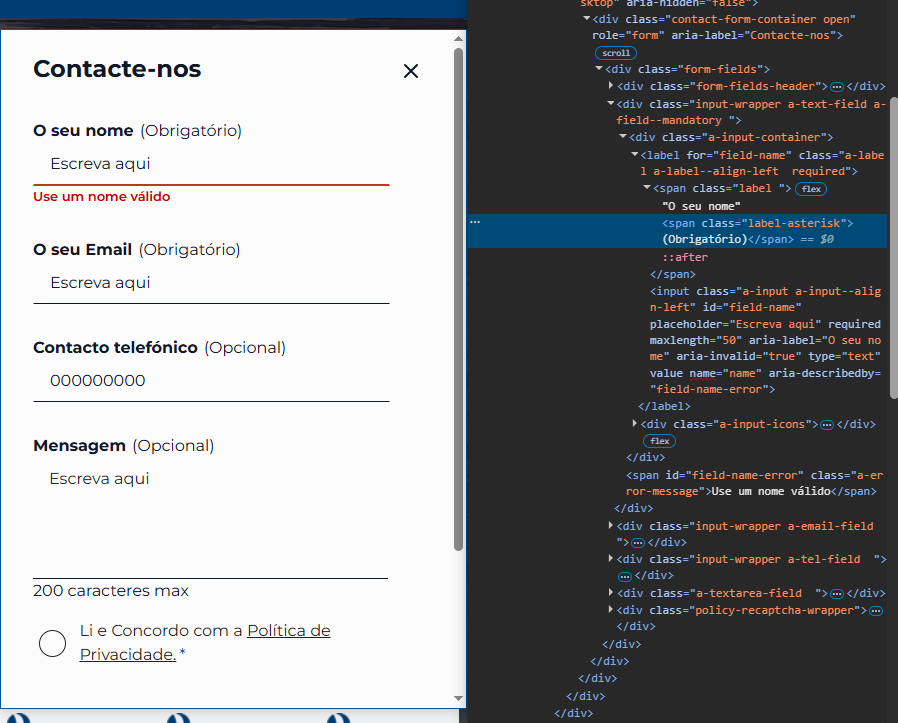 Contacte-nos
O seu nome (Obrigatório)
Escreva aqui
Use um nome válido
O seu Email (Obrigatório)
Escreva aqui
Contacto telefónico (Opcional)
000000000
Mensagem (Opcional)
Escreva aqui
200 caracteres max
Li e Concordo com a Política de
Privacidade. *
sktop" aria-hidden="false">
<div class="contact-form-container open"
role="form" aria-label="Contacte-nos">
scroll
<div class="form-fields">
<div class="form-fields-header">…</div>
<div class="input-wrapper a-text-field a-
field--mandatory ">
<div class="a-input-container">
<label for="field-name" class="a-labe
l a-label--align-left  required">
<span class="label "> flex
"O seu nome"
<span class="label-asterisk">
(Obrigatório)</span> == $0
::after
</span>
<input class="a-input a-input--alig
n-left" id="field-name"
placeholder="Escreva aqui" required
maxlength="50" aria-label="O seu no
me" aria-invalid="true" type="text"
value name="name" aria-describedby=
"field-name-error">
</label>
<div class="a-input-icons">…</div>
flex
</div>
<span id="field-name-error" class="a-er
ror-message">Use um nome válido</span>
</div>
<div class="input-wrapper a-email-field
">…</div>
<div class="input-wrapper a-tel-field  ">
…</div>
<div class="a-textarea-field  ">…</div>
<div class="policy-recaptcha-wrapper">…
</div>
</div>
</div>
</div>
</div>
</div>